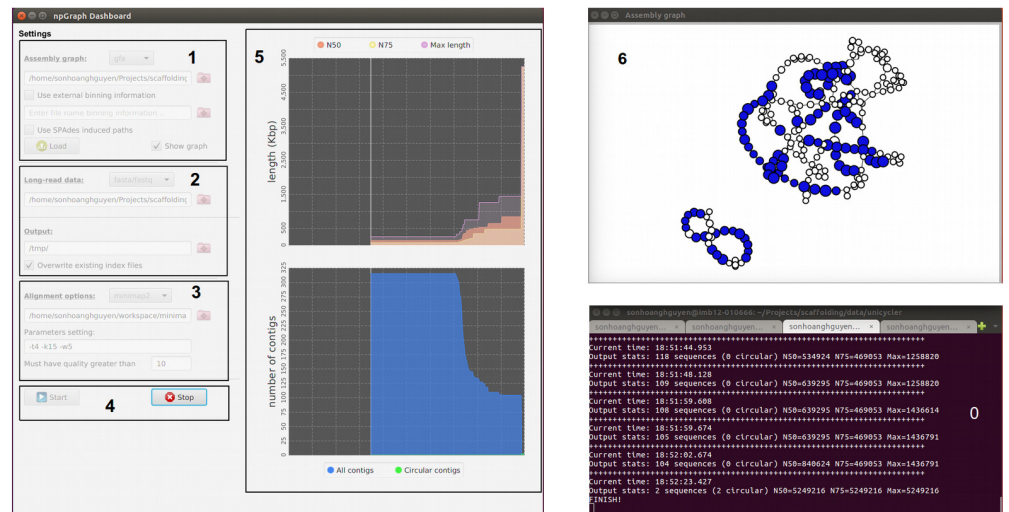 npGraph Dashboard
Settings
1
Assembly graph: gfa
/home/sonhoanghguyen/Projects/scaffolding
Use external binning information
Enter file name binning information...
Use SPAdes induced paths
Load Show graph
2
Long-read data: fasta/fastq
/home/sonhoanghguyen/Projects/scaffolding
Output:
/tmp/
Overwrite existing index files
3
Alignment options: minimap2
/home/sonhoanghguyen/workspace/minima
Parameters setting:
-t4 -k15 -w5
Must have quality greater than 10
Start Stop
4
5
N50 N75 Max length
length (Kbp)
5,500
4,500
3,500
2,500
1,500
500
0
number of contigs
325
300
275
250
225
200
175
150
125
100
75
50
25
0
All contigs Circular contigs
Assembly graph
6
sonhoanghguyen@imb12-010666: ~/Projects/scaffolding/data/unicycler
sonhoanghguyen... × sonhoanghguyen... × sonhoanghguyen... × sonhoanghguyen... ×
++++++++++++++++++++++++++++++++++++++++++++++++++++++++++++++++
Current time: 18:51:44.953
Output stats: 118 sequences (0 circular) N50=534924 N75=469053 Max=1258820
++++++++++++++++++++++++++++++++++++++++++++++++++++++++++++++++
Current time: 18:51:48.128
Output stats: 109 sequences (0 circular) N50=639295 N75=469053 Max=1258820
++++++++++++++++++++++++++++++++++++++++++++++++++++++++++++++++
Current time: 18:51:59.608
Output stats: 108 sequences (0 circular) N50=639295 N75=469053 Max=1436614
++++++++++++++++++++++++++++++++++++++++++++++++++++++++++++++++
Current time: 18:51:59.674
Output stats: 105 sequences (0 circular) N50=639295 N75=469053 Max=1436791
++++++++++++++++++++++++++++++++++++++++++++++++++++++++++++++++
Current time: 18:52:02.674
Output stats: 104 sequences (0 circular) N50=840624 N75=469053 Max=1436791
++++++++++++++++++++++++++++++++++++++++++++++++++++++++++++++++
Current time: 18:52:23.427
Output stats: 2 sequences (2 circular) N50=5249216 N75=5249216 Max=5249216
FINISH!
0